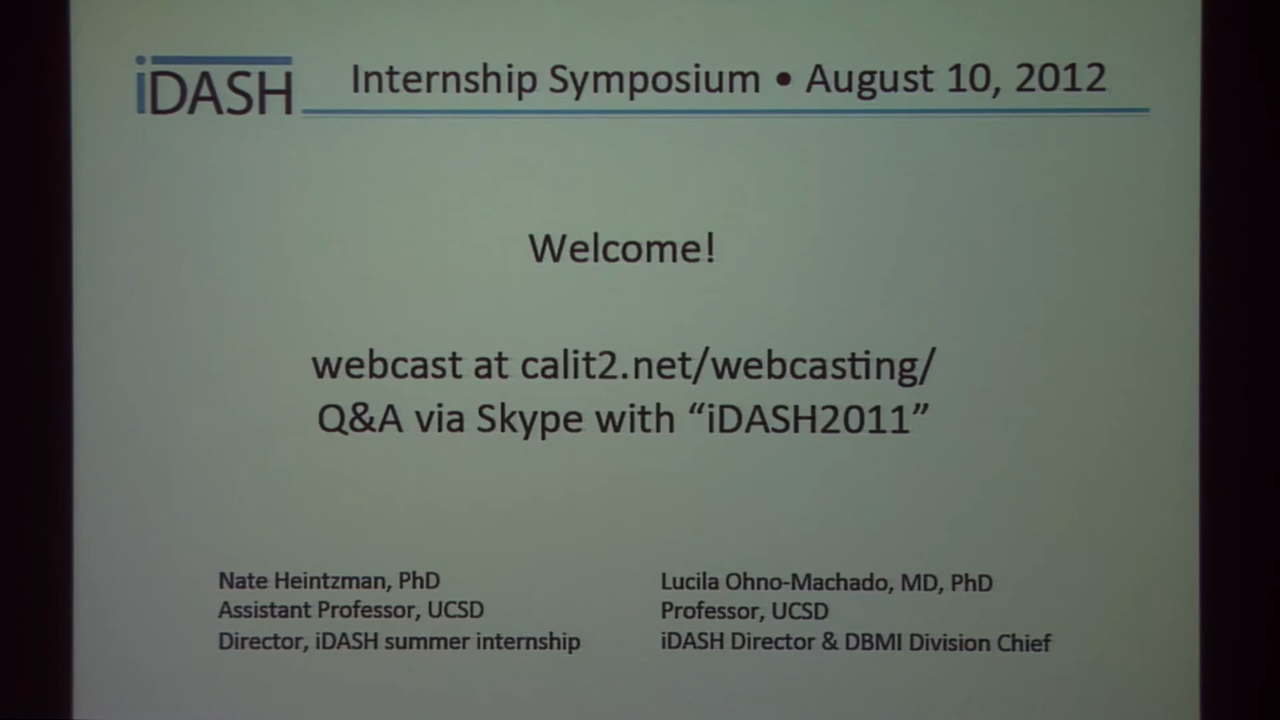 iDASH Internship Symposium • August 10, 2012
Welcome!
webcast at calit2.net/webcasting/
Q&A via Skype with “iDASH2011”
Nate Heintzman, PhD
Assistant Professor, UCSD
Director, iDASH summer internship
Lucila Ohno-Machado, MD, PhD
Professor, UCSD
iDASH Director & DBMI Division Chief